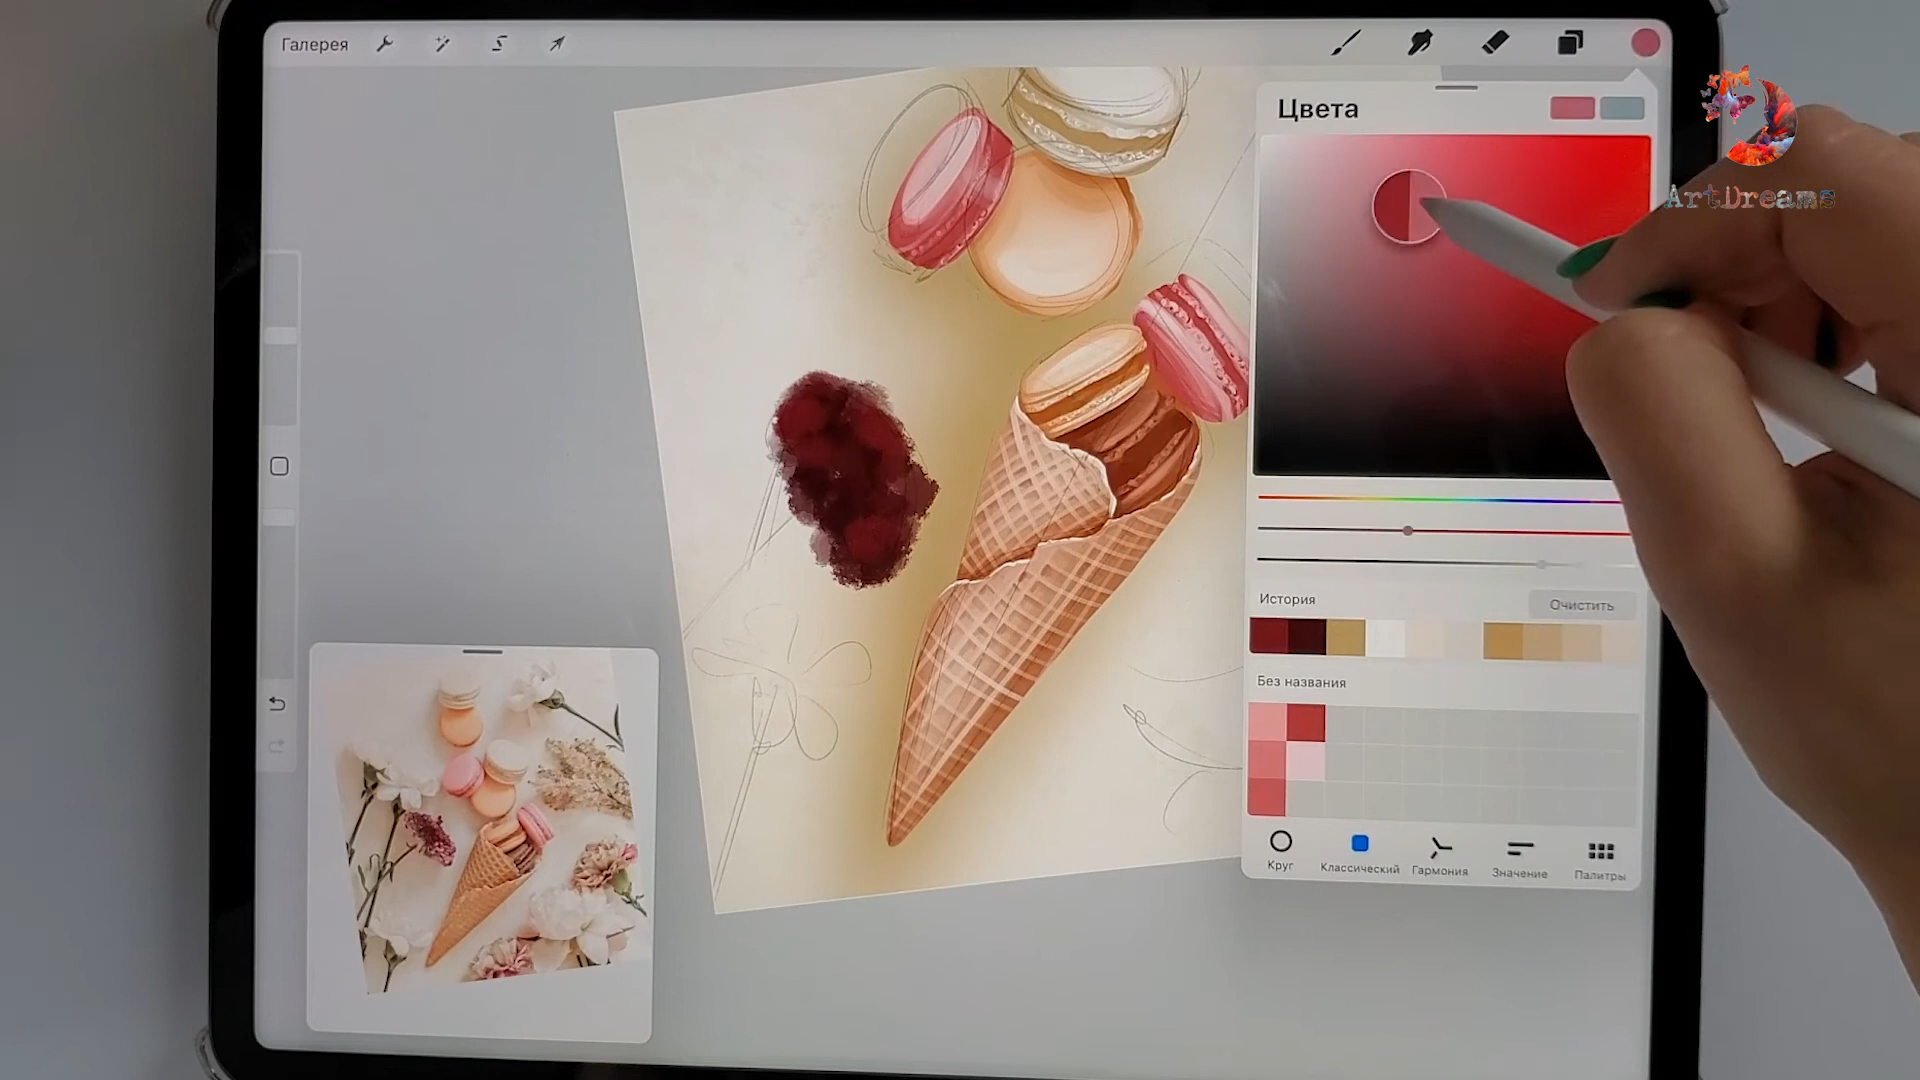 Галерея
Цвета
ArtDreams
История
Очистить
Без названия
Круг
Классический
Гармония
Значение
Палитры